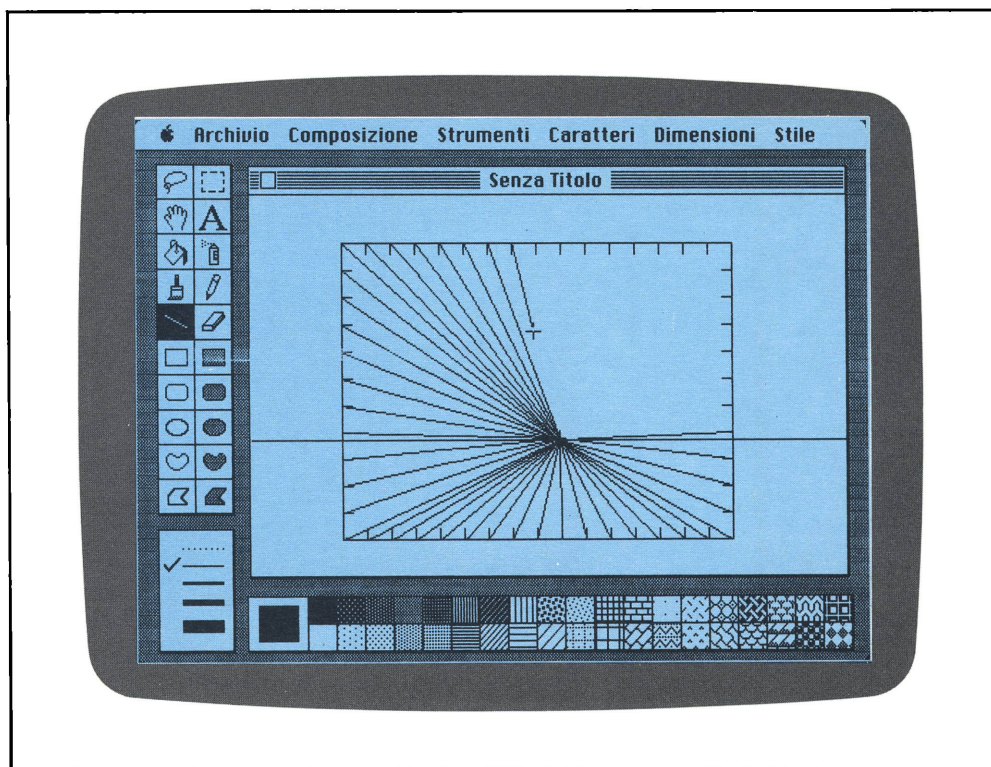 Archivio Composizione Strumenti Caratteri Dimensioni Stile
Senza Titolo
A